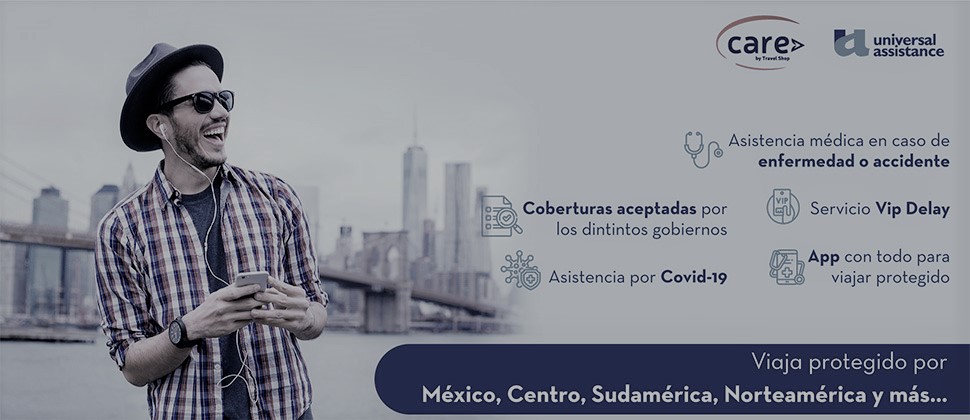 care
by Travel Shop
ua universal
assistance
Asistencia médica en caso de
enfermedad o accidente
Coberturas aceptadas por
los dintintos gobiernos
VIP
Servicio Vip Delay
Asistencia por Covid-19
App con todo para
viajar protegido
Viaja protegido por
México, Centro, Sudamérica, Norteamérica y más...